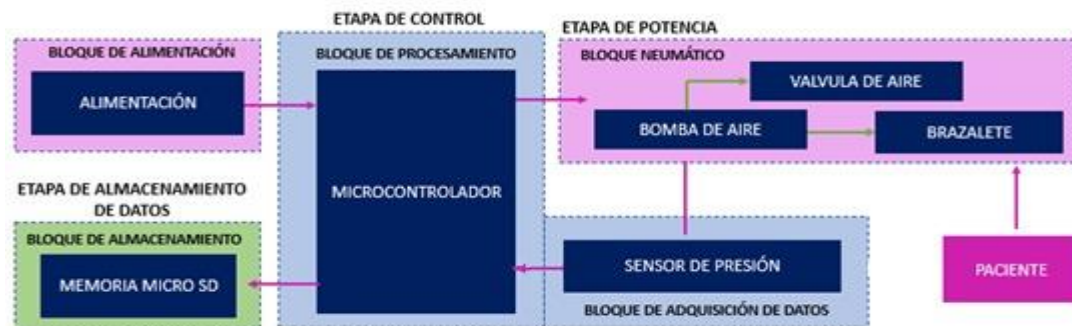 ETAPA DE CONTROL
ETAPA DE POTENCIA
BLOQUE DE ALIMENTACIÓN
ALIMENTACIÓN
BLOQUE DE PROCESAMIENTO
MICROCONTROLADOR
BLOQUE NEUMÁTICO
VALVULA DE AIRE
BOMBA DE AIRE
BRAZALETE
ETAPA DE ALMACENAMIENTO
DE DATOS
BLOQUE DE ALMACENAMIENTO
MEMORIA MICRO SD
SENSOR DE PRESIÓN
BLOQUE DE ADQUISICIÓN DE DATOS
PACIENTE